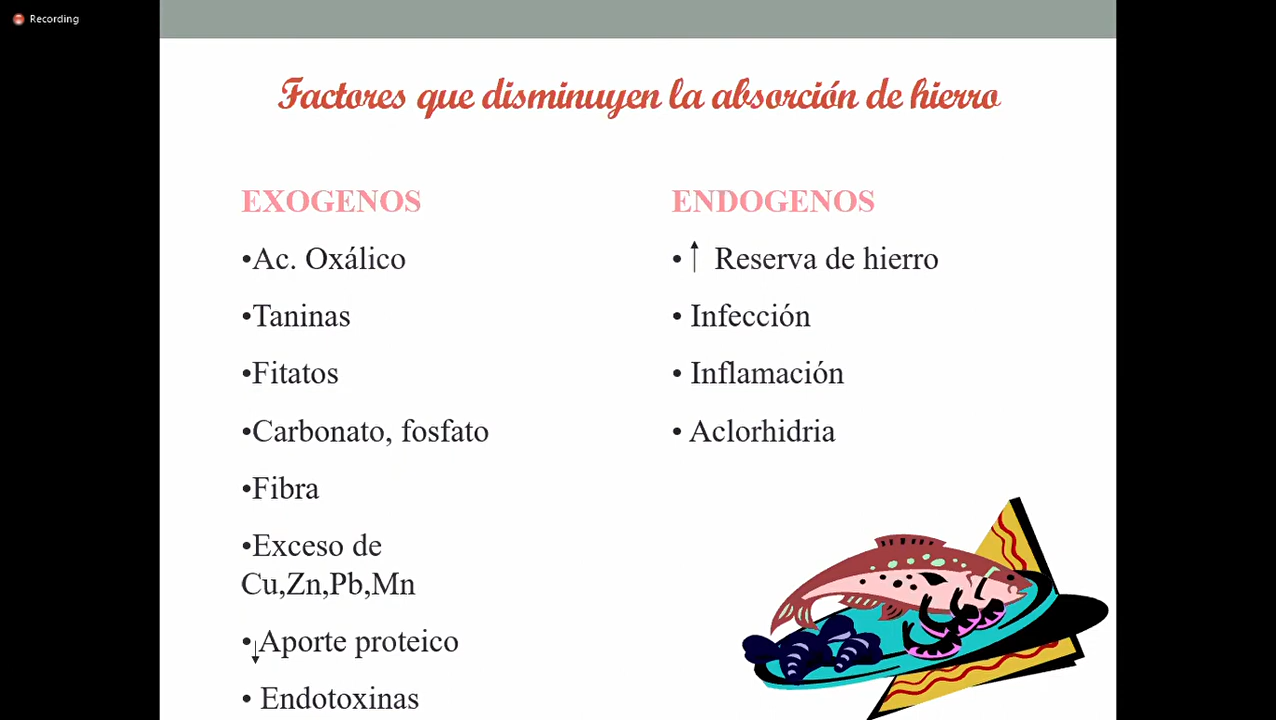 Recording
Factores que disminuyen la absorción de hierro
EXOGENOS
•Ac. Oxálico
•Taninas
•Fitatos
•Carbonato, fosfato
•Fibra
•Exceso de
Cu,Zn,Pb,Mn
•↓Aporte proteico
• Endotoxinas
ENDOGENOS
•↑ Reserva de hierro
• Infección
• Inflamación
• Aclorhidria